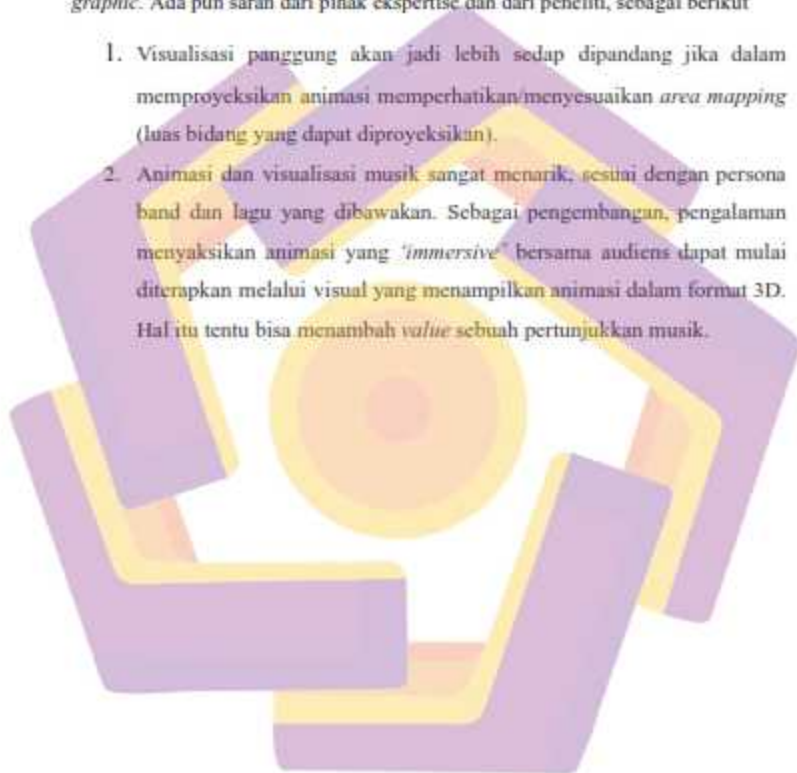 graphic. Ada pun saran dari pihak ekspertise dan dari peneliti, sebagai berikut
1. Visualisasi panggung akan jadi lebih sedap dipandang jika dalam
memproyeksikan animasi memperhatikan/menyesuaikan area mapping
(luas bidang yang dapat diproyeksikan).
2. Animasi dan visualisasi musik sangat menarik, sesuai dengan persona
band dan lagu yang dibawakan. Sebagai pengembangan, pengalaman
menyaksikan animasi yang "immersive" bersama audiens dapat mulai
diterapkan melalui visual yang menampilkan animasi dalam format 3D.
Hal itu tentu bisa menambah value sebuah pertunjukkan musik.